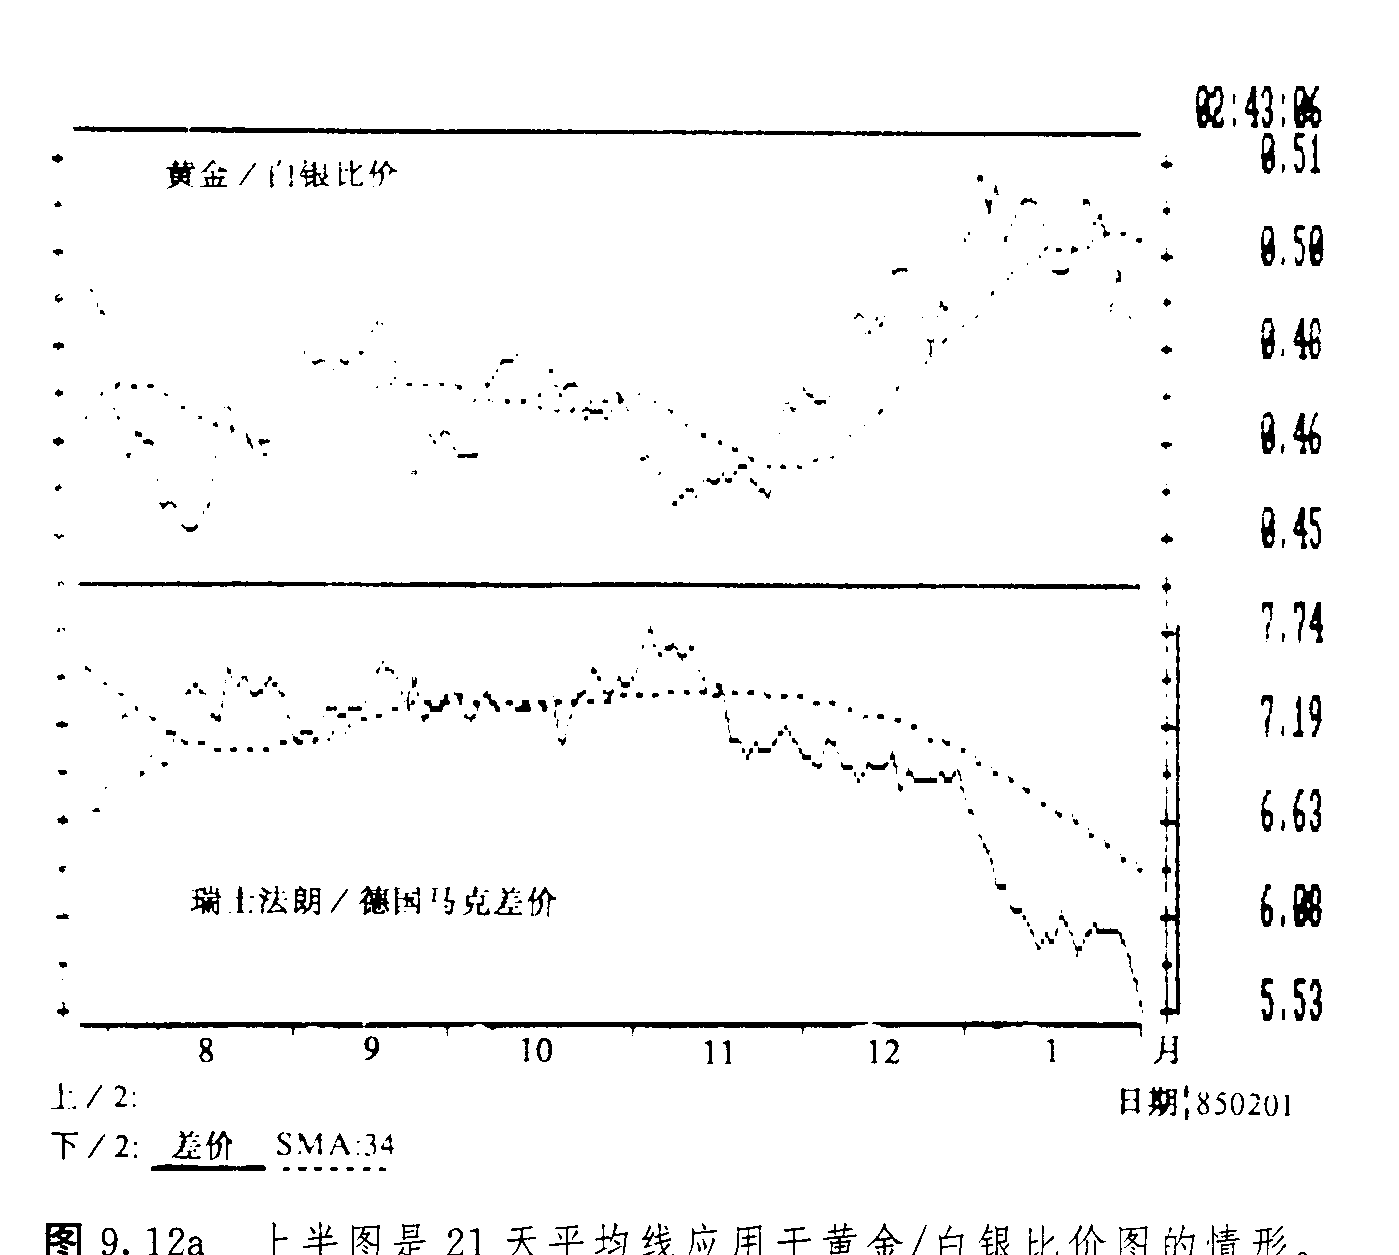 02:43:06
黄金/白银比价
0.51
0.50
0.48
0.46
0.45
7.74
7.19
6.63
瑞士法朗/德国马克差价
6.08
5.53
8 9 10 11 12 1 月
上/2:
日期:850201
下/2: 差价 SMA:34
图 9.12a 上半图是 21 天平均线应用于黄金/白银比价图的情形。